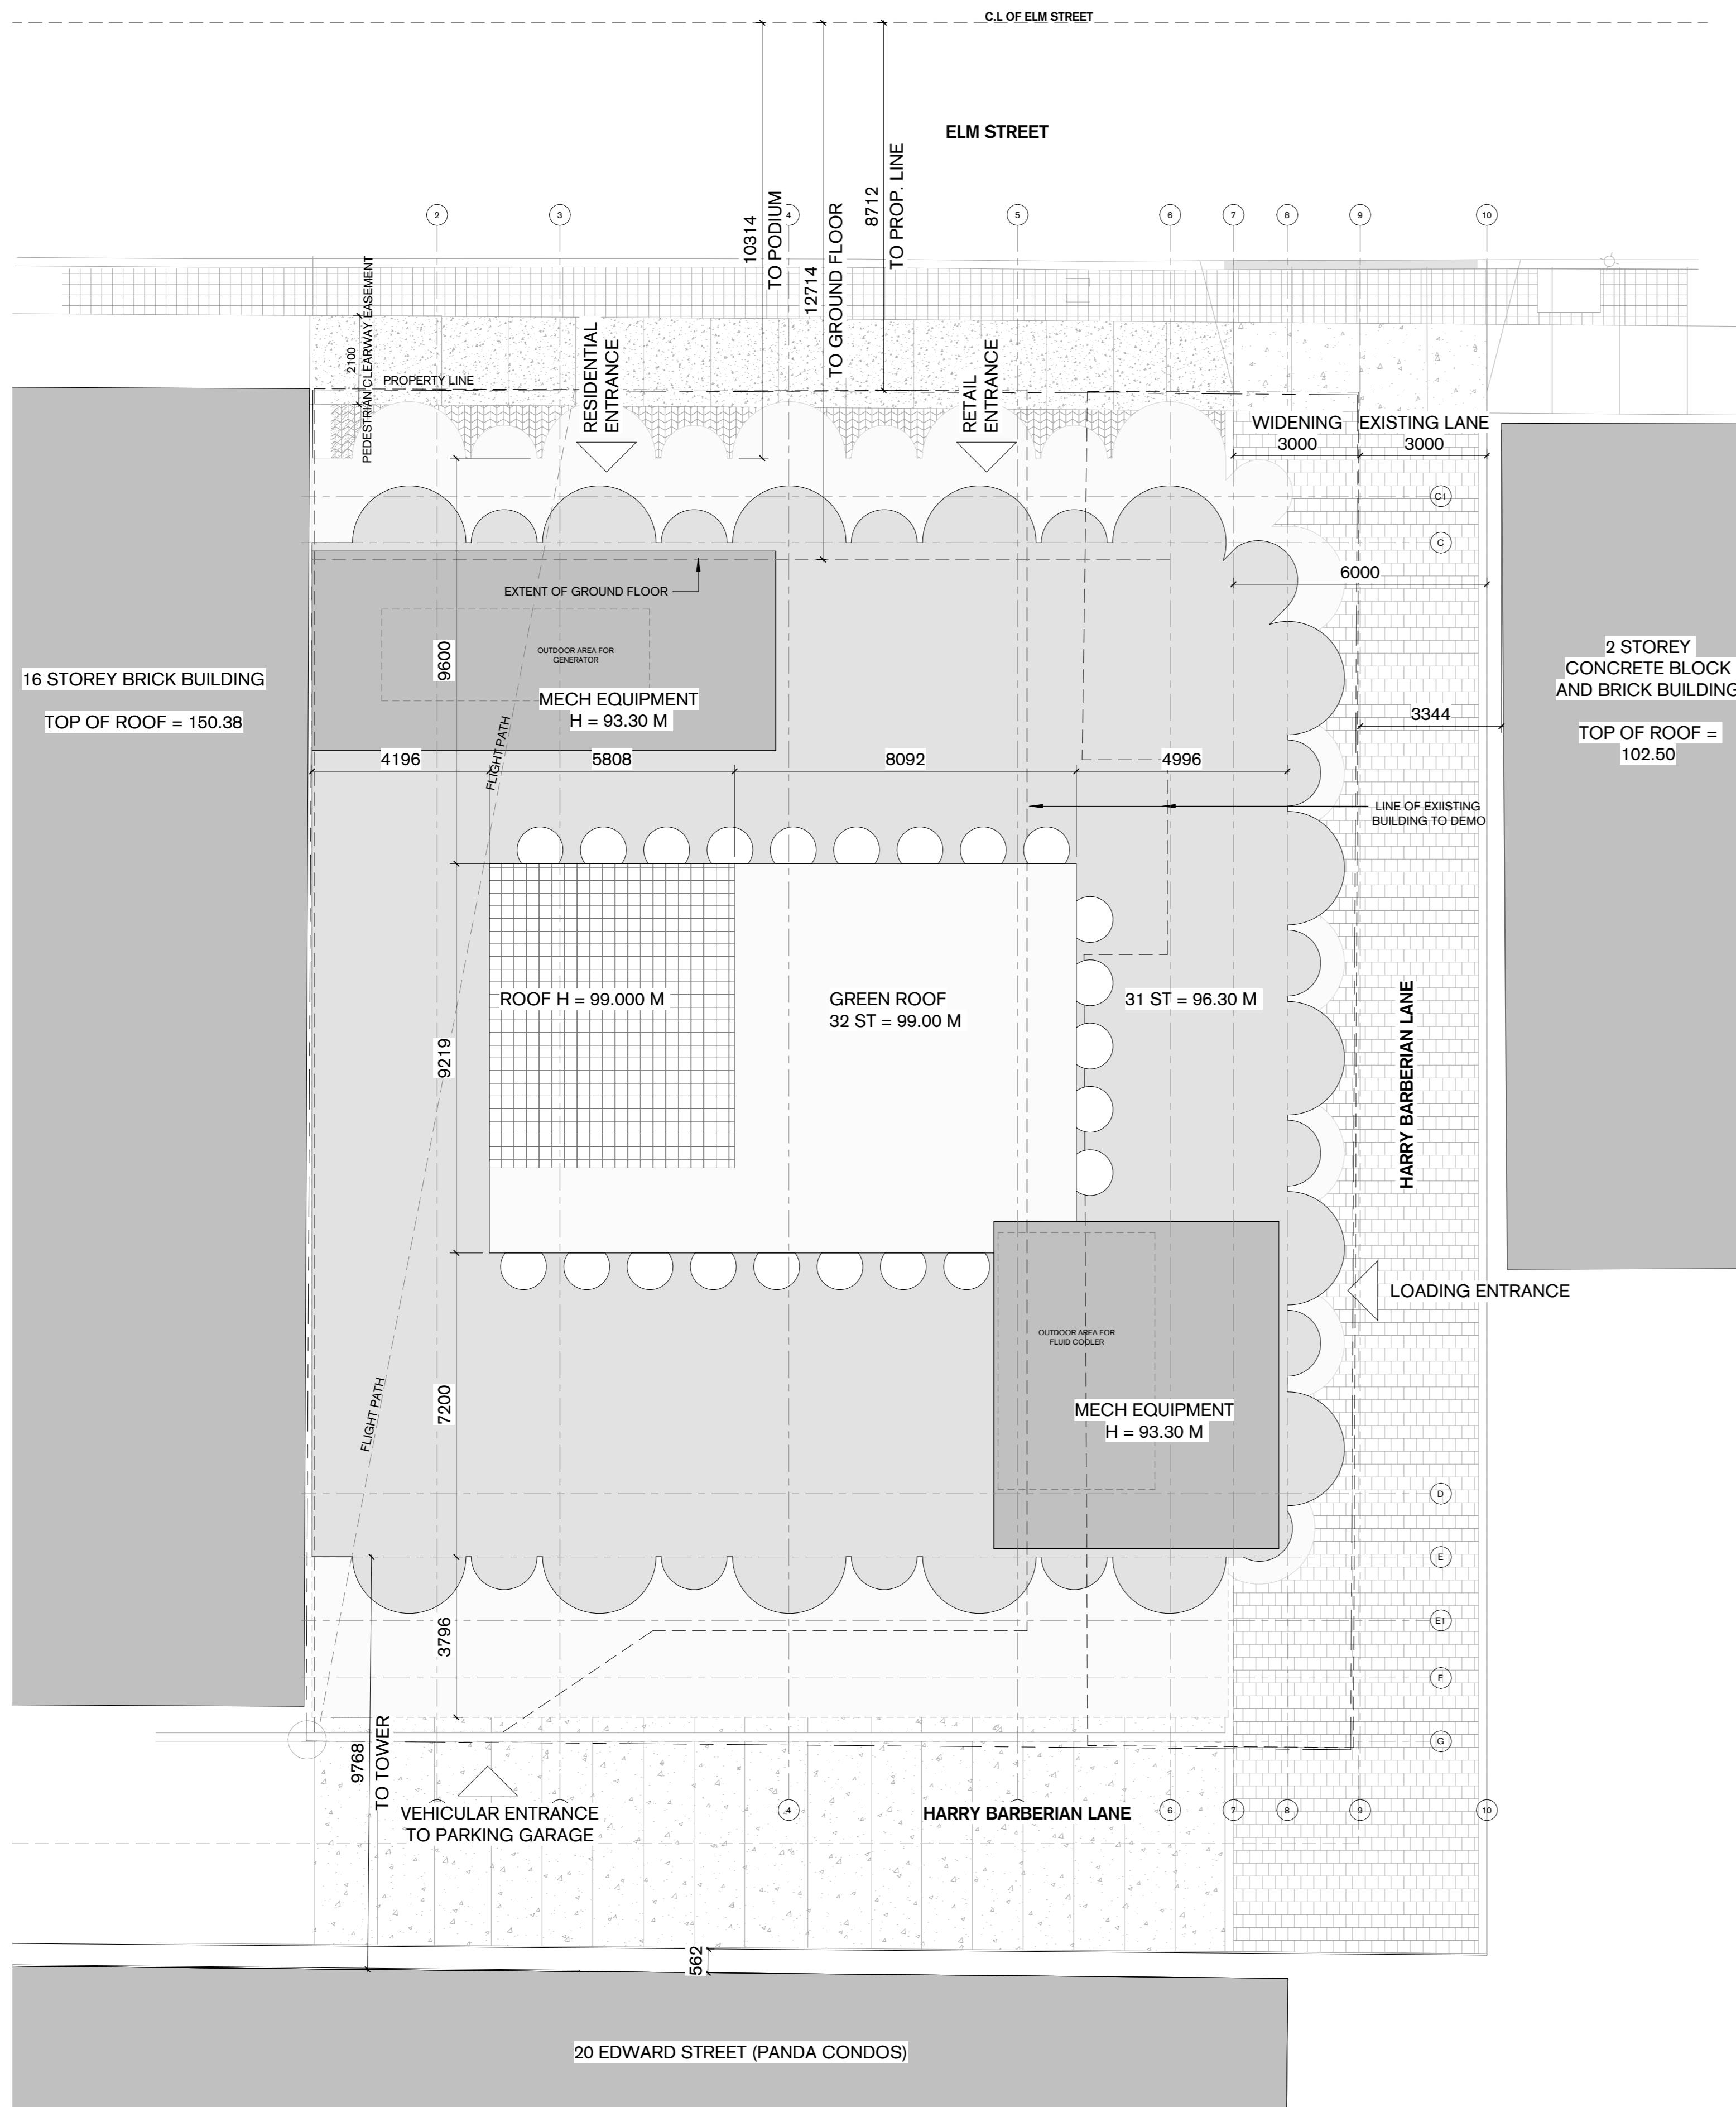 C.L OF ELM STREET
ELM STREET
10314
TO PODIUM
12714
TO GROUND FLOOR
8712
TO PROP. LINE
2
3
4
5
6
7
8
9
10
2100
PEDESTRIAN CLEARWAY EASEMENT
PROPERTY LINE
RESIDENTIAL
ENTRANCE
RETAIL
ENTRANCE
WIDENING
3000
EXISTING LANE
3000
C1
C
6000
EXTENT OF GROUND FLOOR
9600
OUTDOOR AREA FOR
GENERATOR
MECH EQUIPMENT
H = 93.30 M
16 STOREY BRICK BUILDING
TOP OF ROOF = 150.38
2 STOREY
CONCRETE BLOCK
AND BRICK BUILDING
TOP OF ROOF =
102.50
3344
FLIGHT PATH
4196
5808
8092
4996
LINE OF EXIISTING
BUILDING TO DEMO
ROOF H = 99.000 M
GREEN ROOF
32 ST = 99.00 M
31 ST = 96.30 M
9219
HARRY BARBERIAN LANE
LOADING ENTRANCE
OUTDOOR AREA FOR
FLUID COOLER
MECH EQUIPMENT
H = 93.30 M
7200
FLIGHT PATH
D
E
E1
F
G
3796
9768
TO TOWER
VEHICULAR ENTRANCE
TO PARKING GARAGE
4
HARRY BARBERIAN LANE
6
7
8
9
10
562
20 EDWARD STREET (PANDA CONDOS)